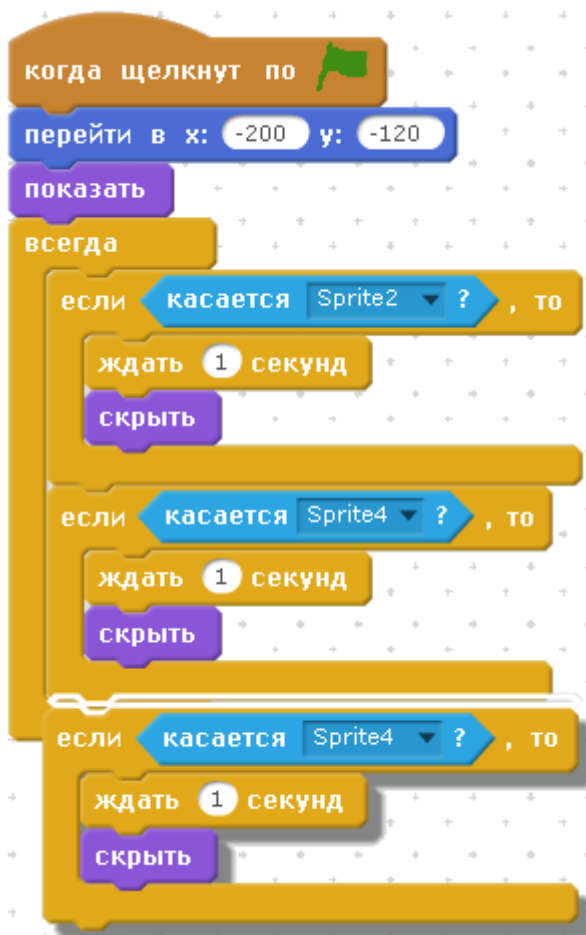 когда щелкнут по
перейти в x: -200 y: -120
показать
всегда
если касается Sprite2 ? , то
ждать 1 секунд
скрыть
если касается Sprite4 ? , то
ждать 1 секунд
скрыть
если касается Sprite4 ? , то
ждать 1 секунд
скрыть